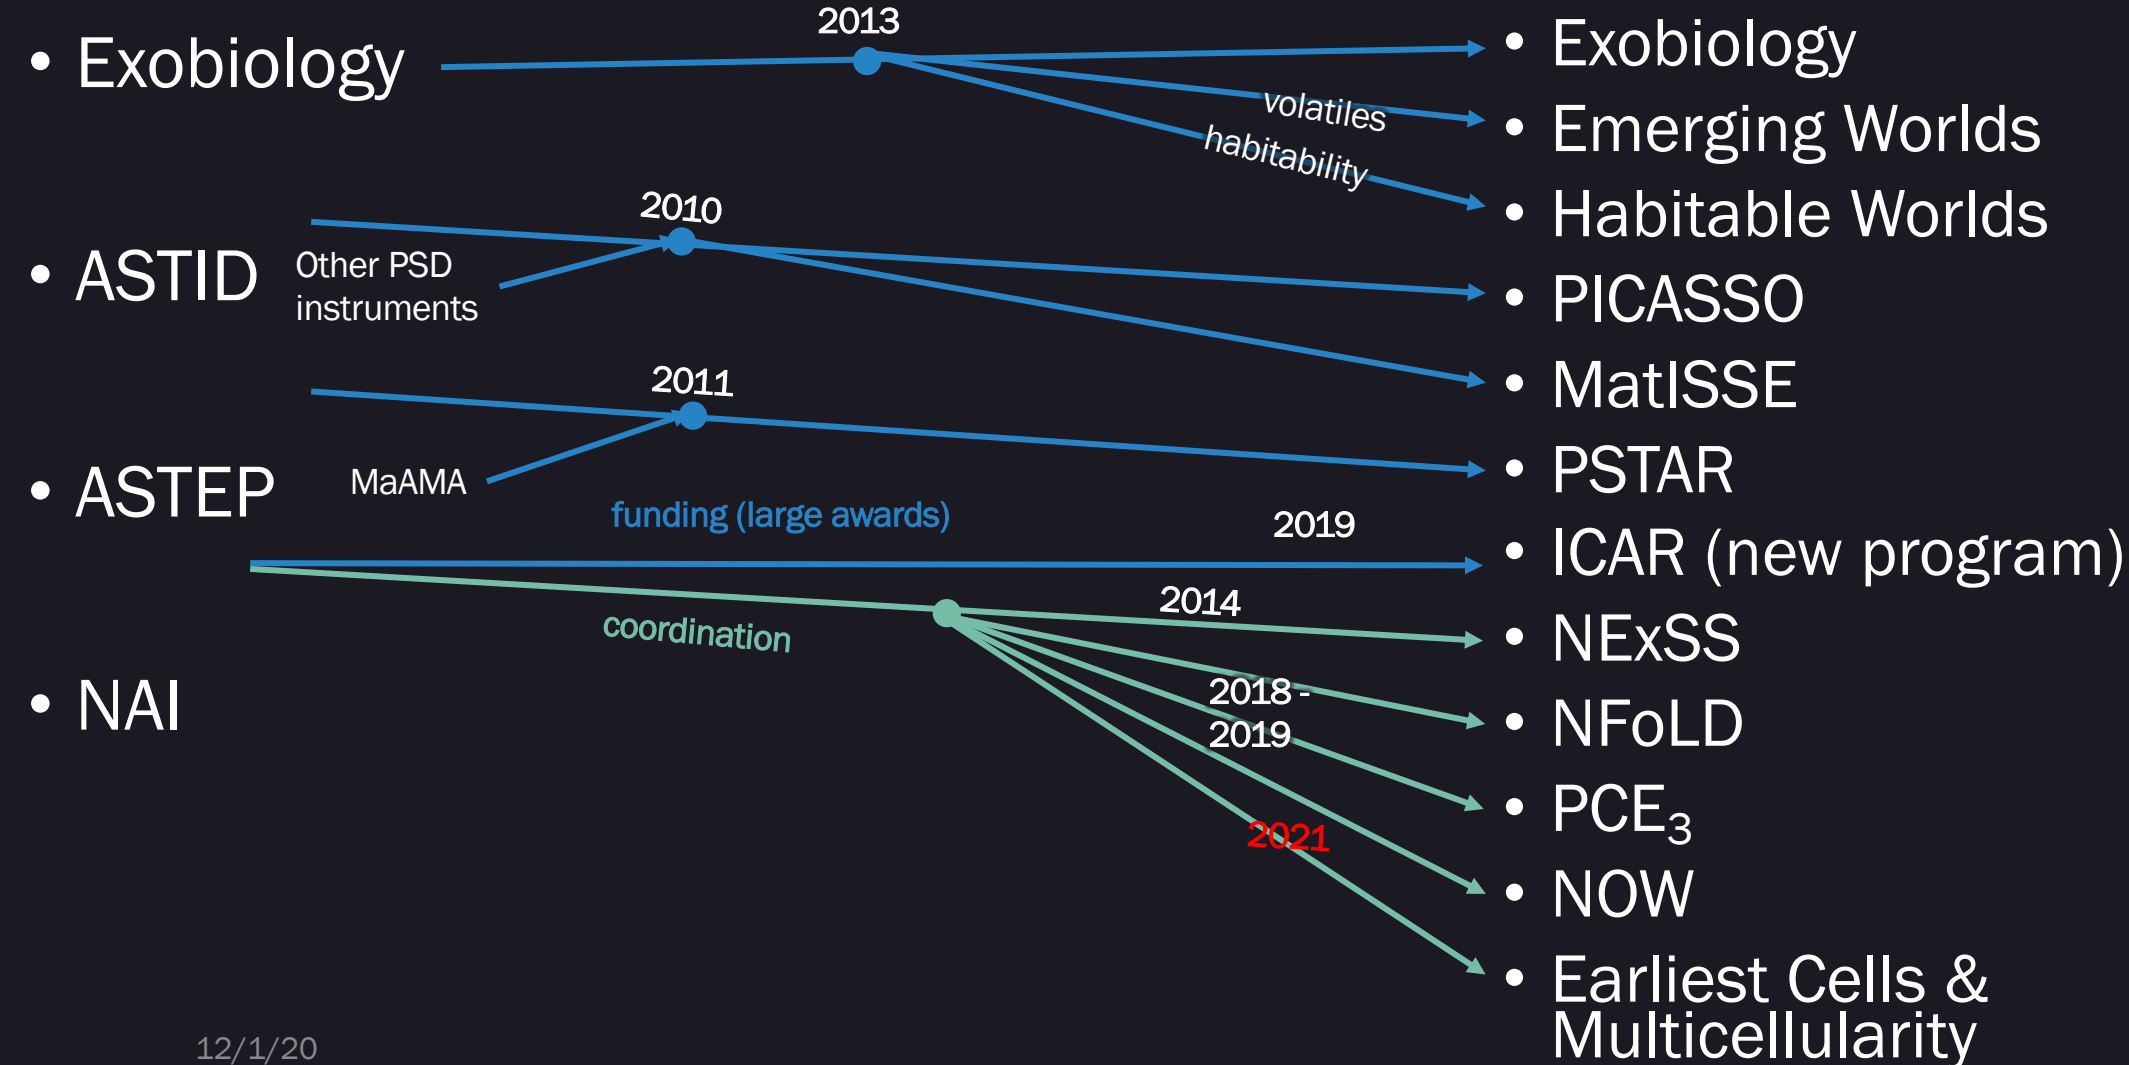 2013
• Exobiology
• Exobiology
volatiles
• Emerging Worlds
habitability
• Habitable Worlds
2010
• ASTID
Other PSD
instruments
• PICASSO
• MatISSE
2011
• ASTEP
MaAMA
• PSTAR
funding (large awards)
2019
• ICAR (new program)
coordination
2014
• NExSS
• NAI
2018 -
2019
• NFoLD
• PCE₃
2021
• NOW
• Earliest Cells &
Multicellularity
12/1/20